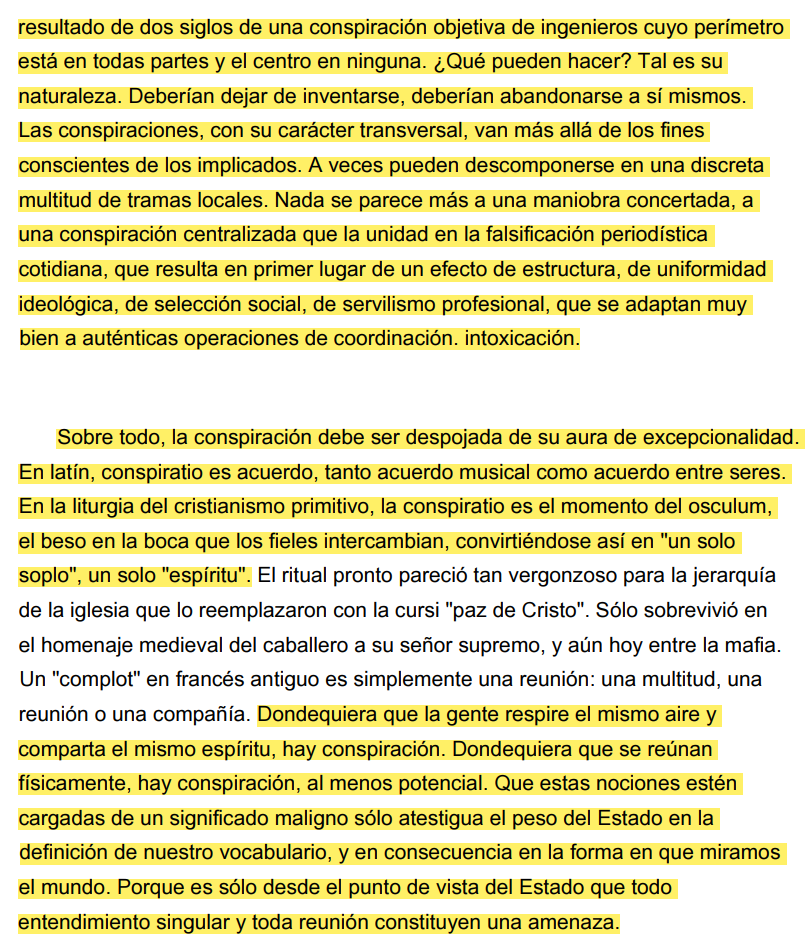 resultado de dos siglos de una conspiración objetiva de ingenieros cuyo perímetro
está en todas partes y el centro en ninguna. ¿Qué pueden hacer? Tal es su
naturaleza. Deberían dejar de inventarse, deberían abandonarse a sí mismos.
Las conspiraciones, con su carácter transversal, van más allá de los fines
conscientes de los implicados. A veces pueden descomponerse en una discreta
multitud de tramas locales. Nada se parece más a una maniobra concertada, a
una conspiración centralizada que la unidad en la falsificación periodística
cotidiana, que resulta en primer lugar de un efecto de estructura, de uniformidad
ideológica, de selección social, de servilismo profesional, que se adaptan muy
bien a auténticas operaciones de coordinación. intoxicación.
Sobre todo, la conspiración debe ser despojada de su aura de excepcionalidad.
En latín, conspiratio es acuerdo, tanto acuerdo musical como acuerdo entre seres.
En la liturgia del cristianismo primitivo, la conspiratio es el momento del osculum,
el beso en la boca que los fieles intercambian, convirtiéndose así en "un solo
soplo", un solo "espíritu". El ritual pronto pareció tan vergonzoso para la jerarquía
de la iglesia que lo reemplazaron con la cursi "paz de Cristo". Sólo sobrevivió en
el homenaje medieval del caballero a su señor supremo, y aún hoy entre la mafia.
Un "complot" en francés antiguo es simplemente una reunión: una multitud, una
reunión o una compañía. Dondequiera que la gente respire el mismo aire y
comparta el mismo espíritu, hay conspiración. Dondequiera que se reúnan
físicamente, hay conspiración, al menos potencial. Que estas nociones estén
cargadas de un significado maligno sólo atestigua el peso del Estado en la
definición de nuestro vocabulario, y en consecuencia en la forma en que miramos
el mundo. Porque es sólo desde el punto de vista del Estado que todo
entendimiento singular y toda reunión constituyen una amenaza.